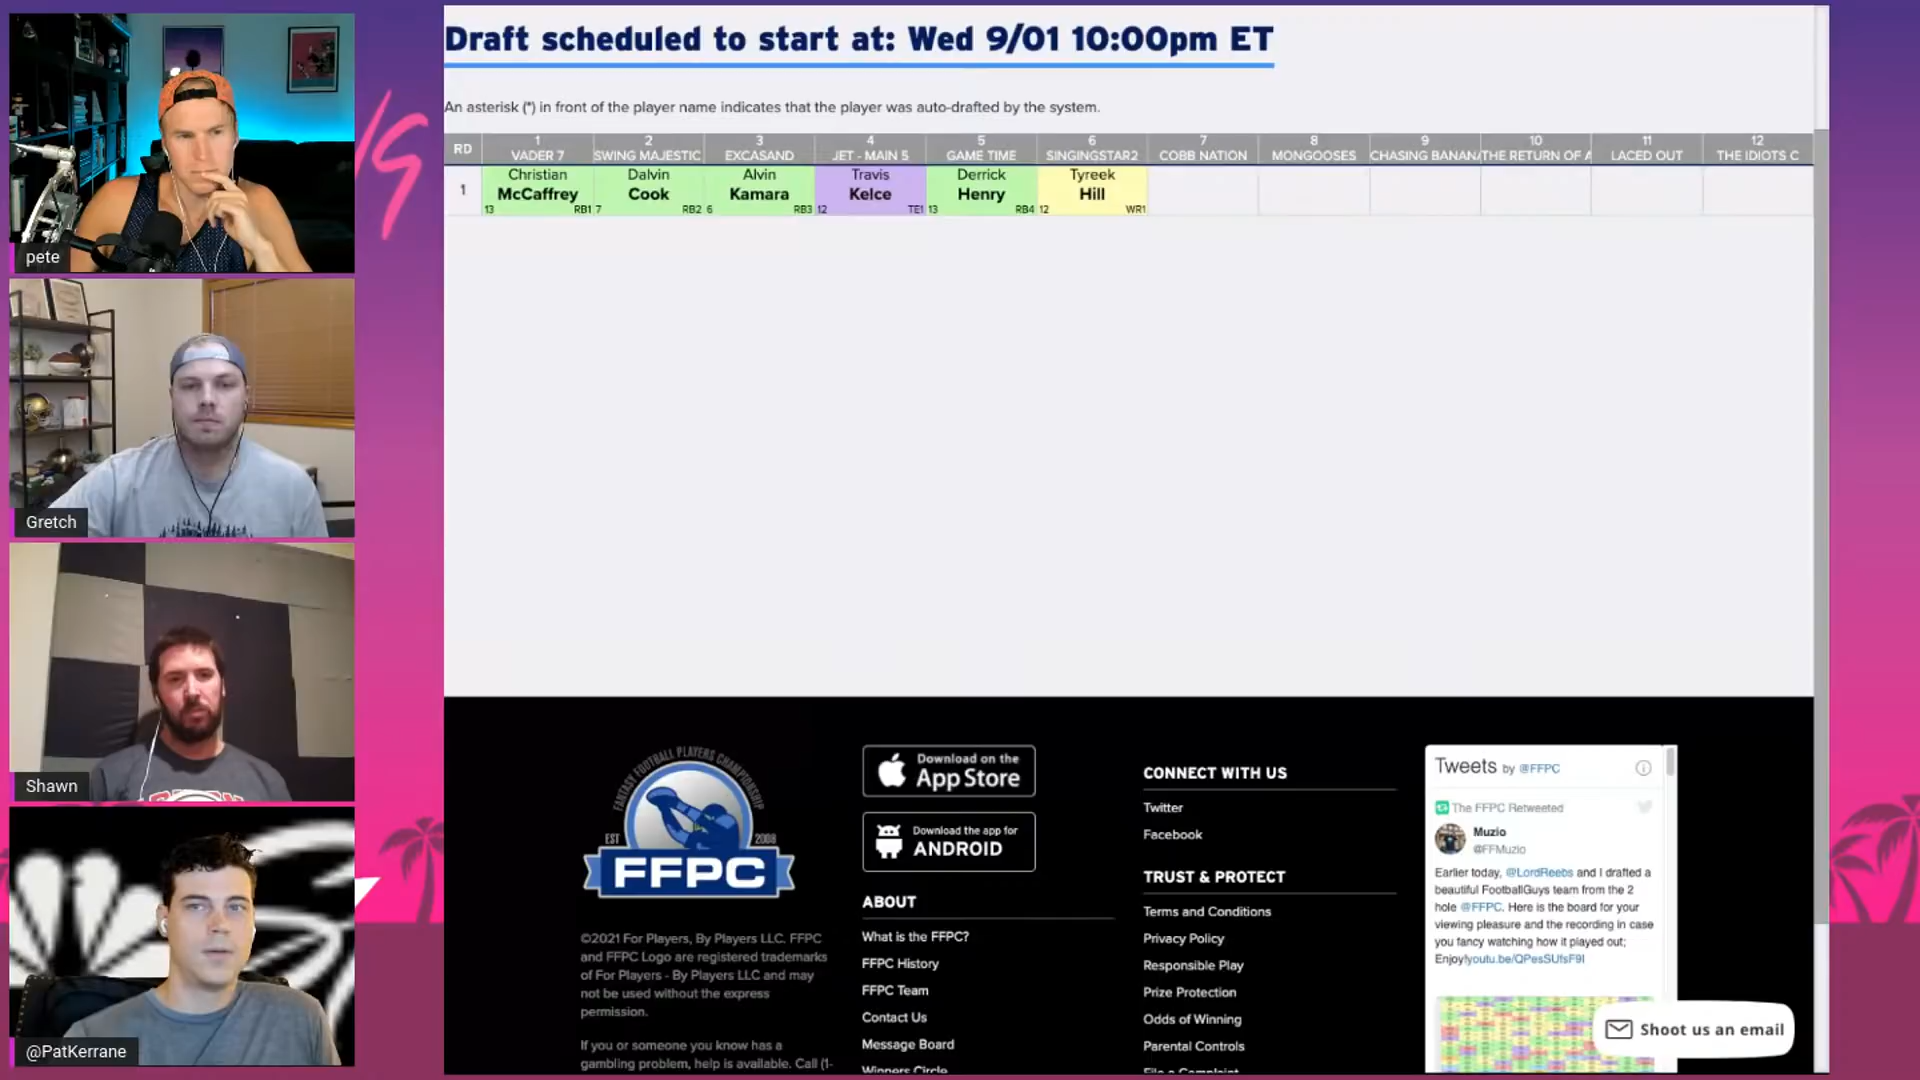 Draft scheduled to start at: Wed 9/01 10:00pm ET
An asterisk (*) in front of the player name indicates that the player was auto-drafted by the system.
RD
1 VADER 7
2 SWING MAJESTIC
3 EXCASAND
4 JET - MAIN 5
5 GAME TIME
6 SINGINGSTAR2
7 COBB NATION
8 MONGOOSES
9 CHASING BANAN
10 THE RETURN OF A
11 LACED OUT
12 THE IDIOTS C
1
Christian McCaffrey 13 RB1
Dalvin Cook 7 RB2
Alvin Kamara 6 RB3
Travis Kelce 12 TE1
Derrick Henry 13 RB4
Tyreek Hill 12 WR1
pete
Gretch
Shawn
@PatKerrane
FANTASY FOOTBALL PLAYERS CHAMPIONSHIP
EST 2008
FFPC
©2021 For Players, By Players LLC. FFPC
and FFPC Logo are registered trademarks
of For Players - By Players LLC and may
not be used without the express
permission.
If you or someone you know has a
gambling problem, help is available. Call (1-
Download on the
App Store
Download the app for
ANDROID
ABOUT
What is the FFPC?
FFPC History
FFPC Team
Contact Us
Message Board
Winners Circle
CONNECT WITH US
Twitter
Facebook
TRUST & PROTECT
Terms and Conditions
Privacy Policy
Responsible Play
Prize Protection
Odds of Winning
Parental Controls
File a Complaint
Tweets by @FFPC
The FFPC Retweeted
Muzio
@FFMuzio
Earlier today, @LordReebs and I drafted a
beautiful FootballGuys team from the 2
hole @FFPC. Here is the board for your
viewing pleasure and the recording in case
you fancy watching how it played out;
Enjoy!youtu.be/QPesSUfsF9I
Shoot us an email